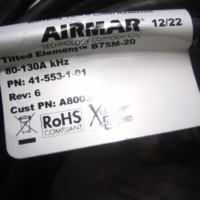 AIRMAR 12/22
TECHNOLOGY CORPORATION
Tilted Element™ B75M-20
80-130A kHz
PN: 41-553-1-01
Rev: 6
Cust PN: A800
RoHS
COMPLIANT